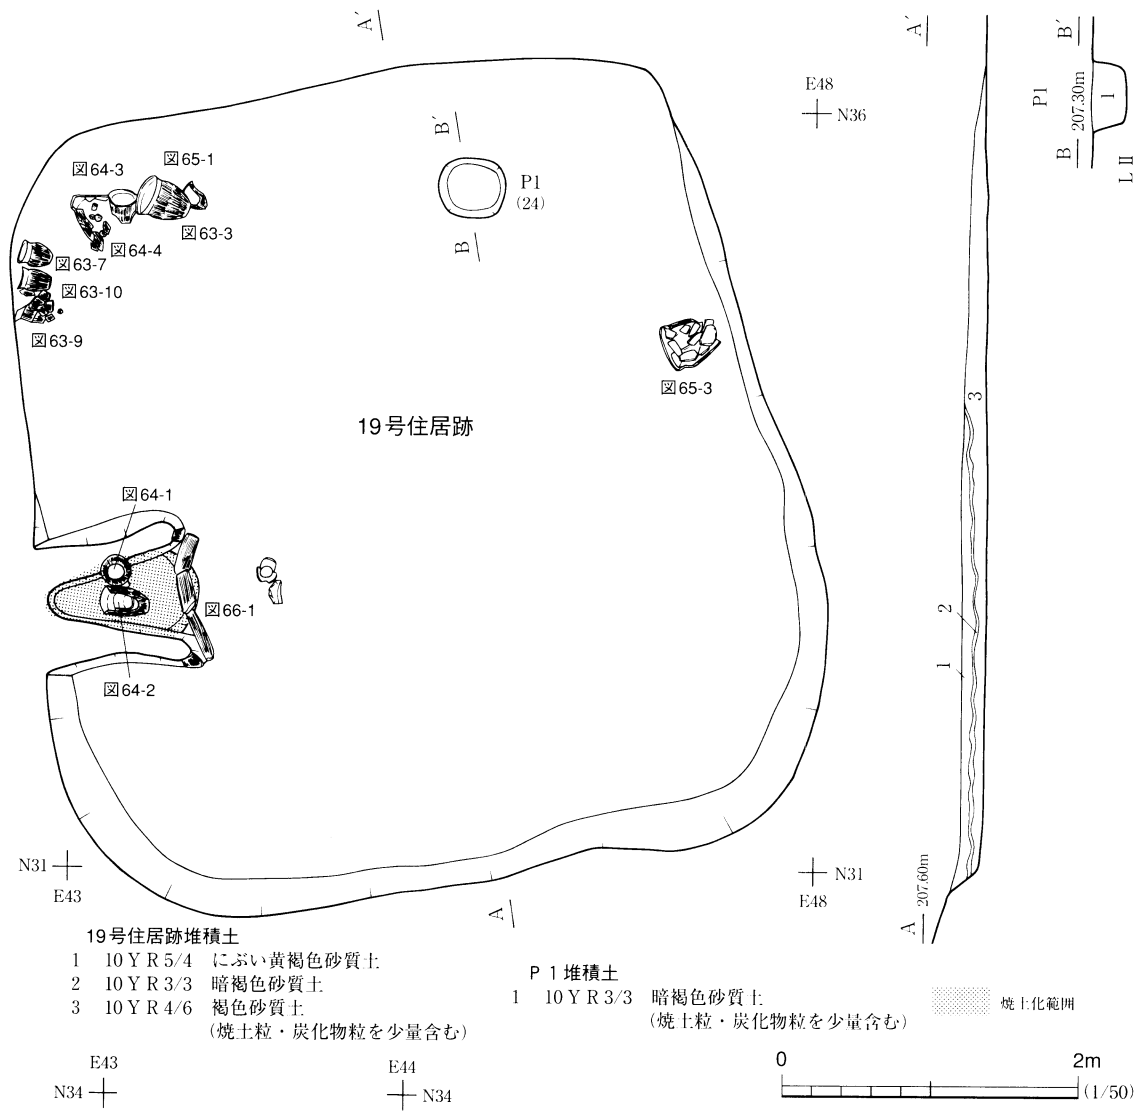 A′
A′
B′
E48
N36
P1
B
207.30m
1
LⅡ
図64-3
図65-1
B′
P1
(24)
図63-3
図64-4
B
図63-7
図63-10
図63-9
図65-3
3
19号住居跡
図64-1
図66-1
2
1
図64-2
N31
E43
N31
E48
A
A
207.60m
19号住居跡堆積土
1 10YR5/4 にぶい黄褐色砂質土
2 10YR3/3 暗褐色砂質土
3 10YR4/6 褐色砂質土
(焼土粒・炭化物粒を少量含む)
P1堆積土
1 10YR3/3 暗褐色砂質土
(焼土粒・炭化物粒を少量含む)
焼土化範囲
E43
N34
E44
N34
0 2m
(1/50)